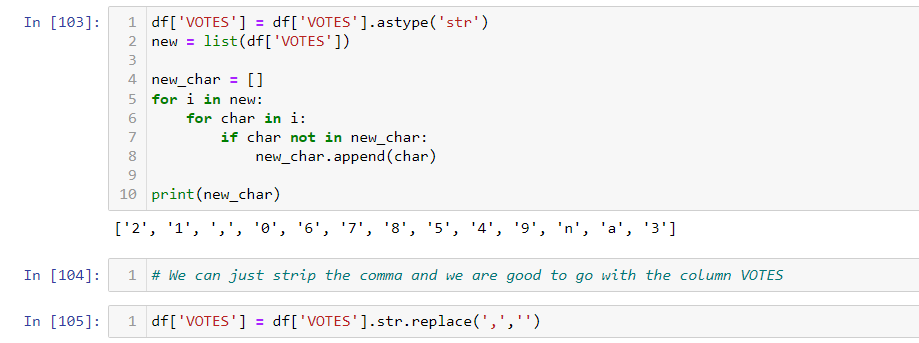 In [103]:
1 df['VOTES'] = df['VOTES'].astype('str')
2 new = list(df['VOTES'])
3
4 new_char = []
5 for i in new:
6     for char in i:
7         if char not in new_char:
8             new_char.append(char)
9
10 print(new_char)
['2', '1', ',', '0', '6', '7', '8', '5', '4', '9', 'n', 'a', '3']
In [104]:
1 # We can just strip the comma and we are good to go with the column VOTES
In [105]:
1 df['VOTES'] = df['VOTES'].str.replace(',','')